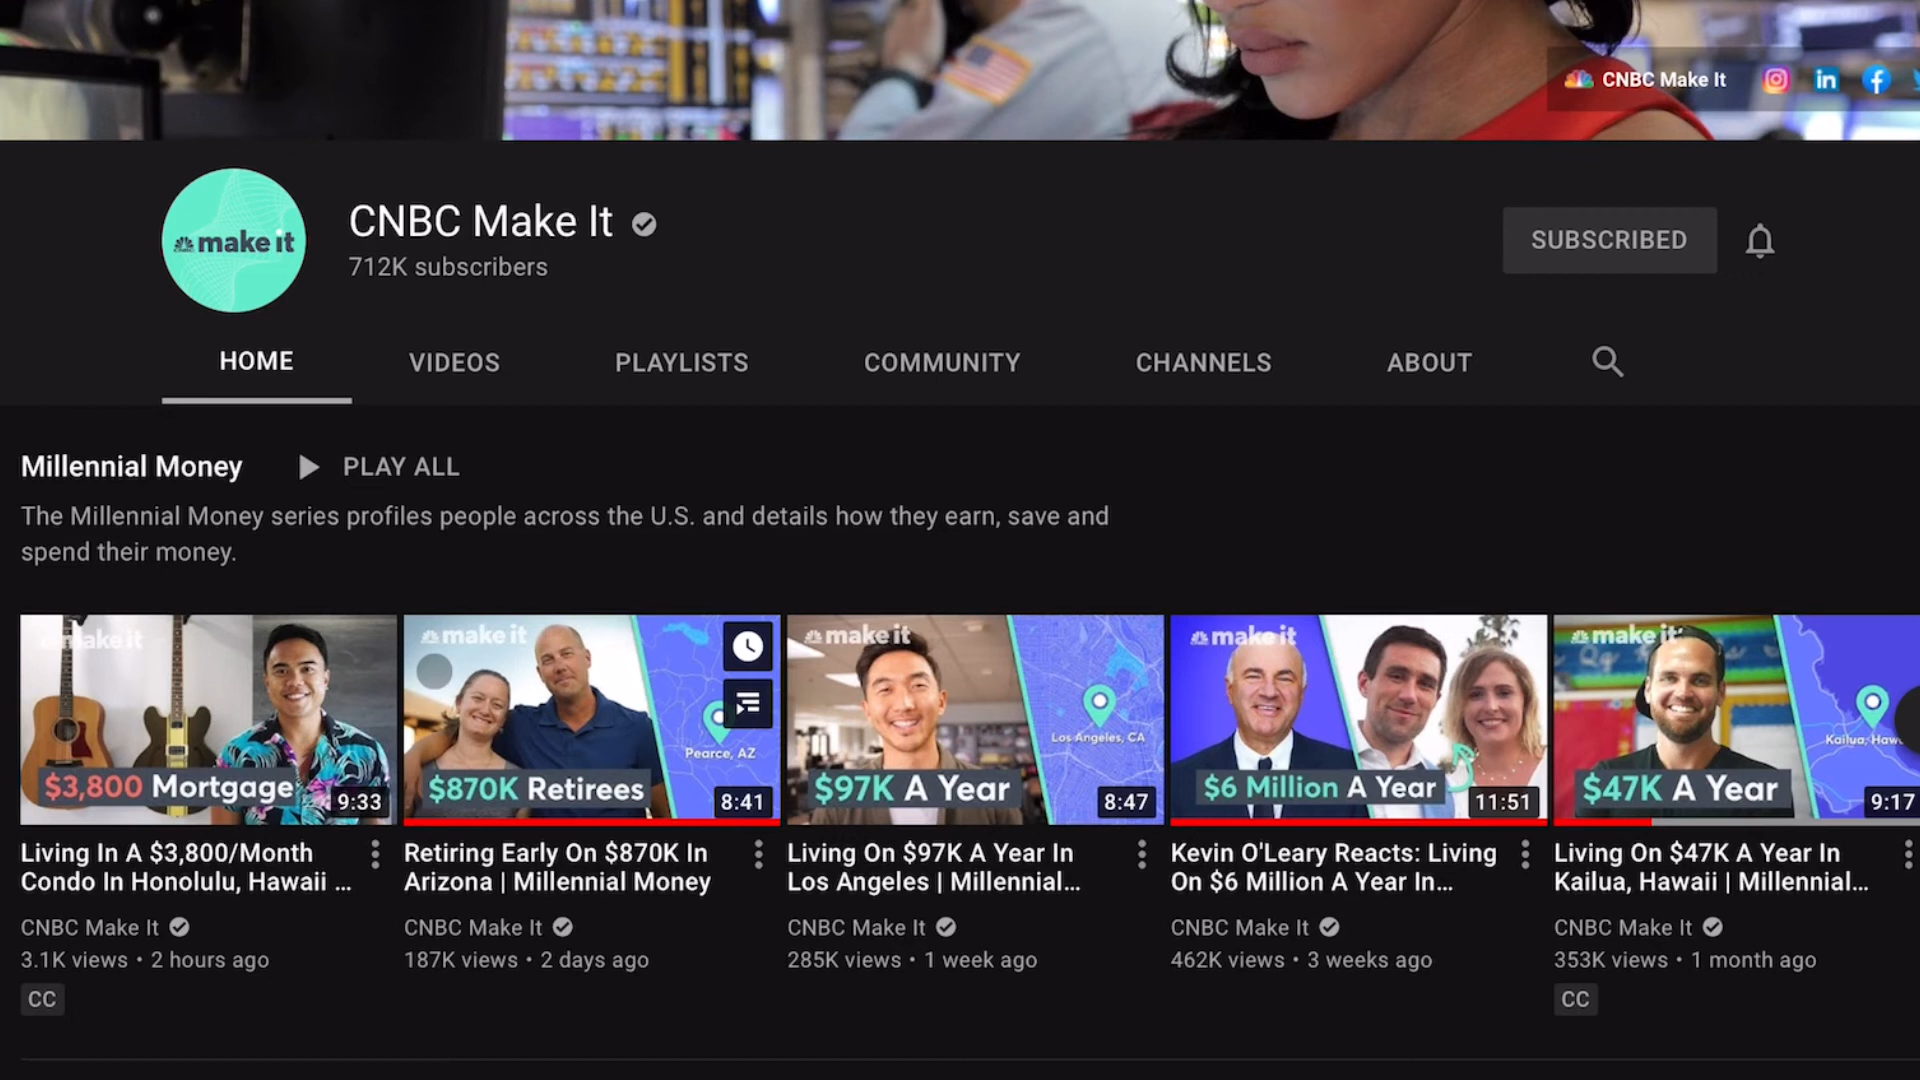 CNBC Make It
make it
CNBC Make It
712K subscribers
SUBSCRIBED
HOME
VIDEOS
PLAYLISTS
COMMUNITY
CHANNELS
ABOUT
Millennial Money
PLAY ALL
The Millennial Money series profiles people across the U.S. and details how they earn, save and
spend their money.
make it
$3,800 Mortgage
9:33
Living In A $3,800/Month
Condo In Honolulu, Hawaii ...
CNBC Make It
3.1K views • 2 hours ago
CC
make it
Pearce, AZ
$870K Retirees
8:41
Retiring Early On $870K In
Arizona | Millennial Money
CNBC Make It
187K views • 2 days ago
make it
Los Angeles, CA
$97K A Year
8:47
Living On $97K A Year In
Los Angeles | Millennial...
CNBC Make It
285K views • 1 week ago
make it
$6 Million A Year
11:51
Kevin O'Leary Reacts: Living
On $6 Million A Year In...
CNBC Make It
462K views • 3 weeks ago
make it
Kailua, Haw
$47K A Year
9:17
Living On $47K A Year In
Kailua, Hawaii | Millennial...
CNBC Make It
353K views • 1 month ago
CC